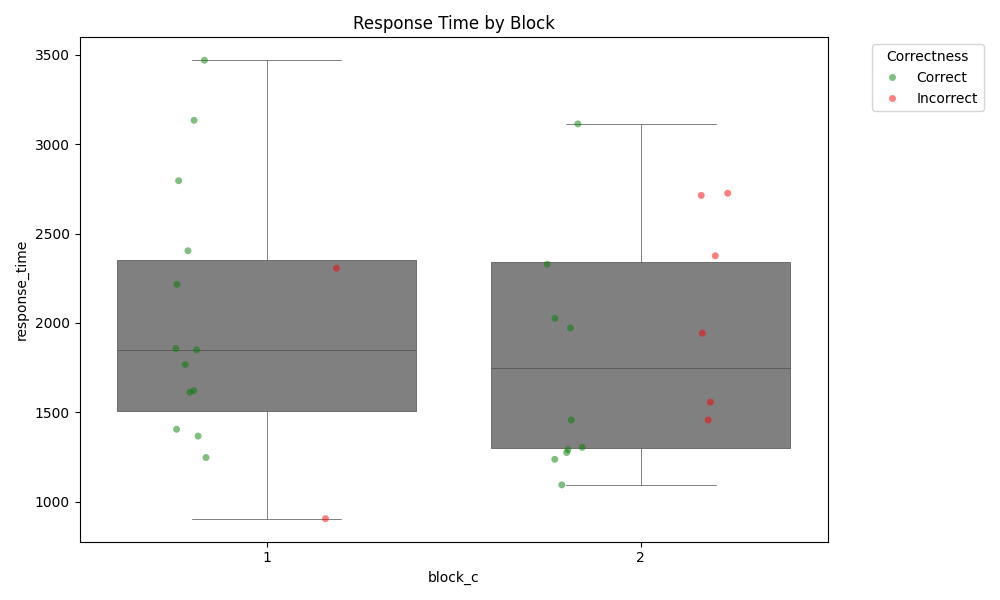 Response Time by Block
Correctness
Correct
Incorrect
response_time
3500
3000
2500
2000
1500
1000
1
2
block_c